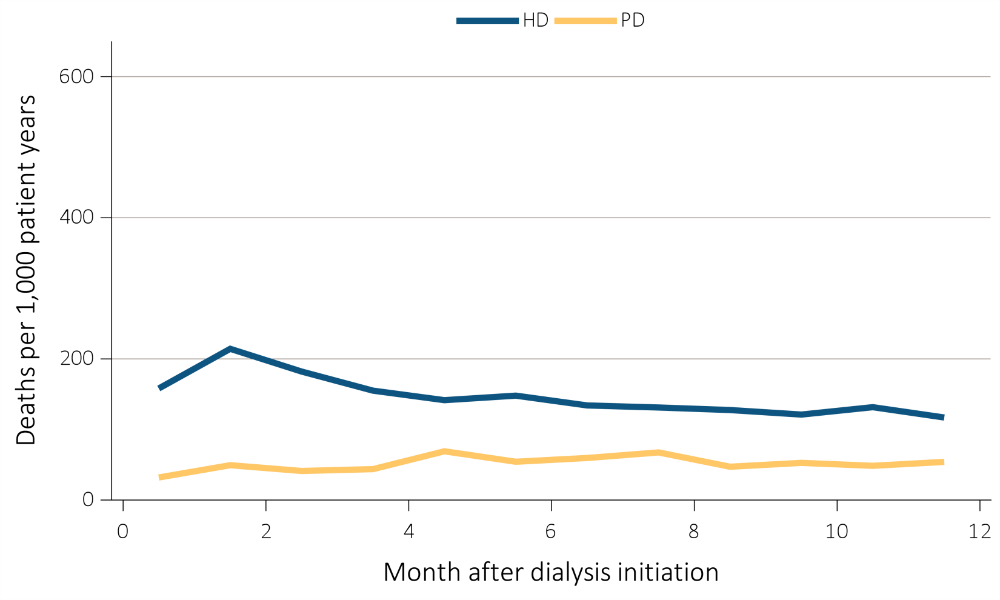 HD PD
Deaths per 1,000 patient years
600
400
200
0
0 2 4 6 8 10 12
Month after dialysis initiation